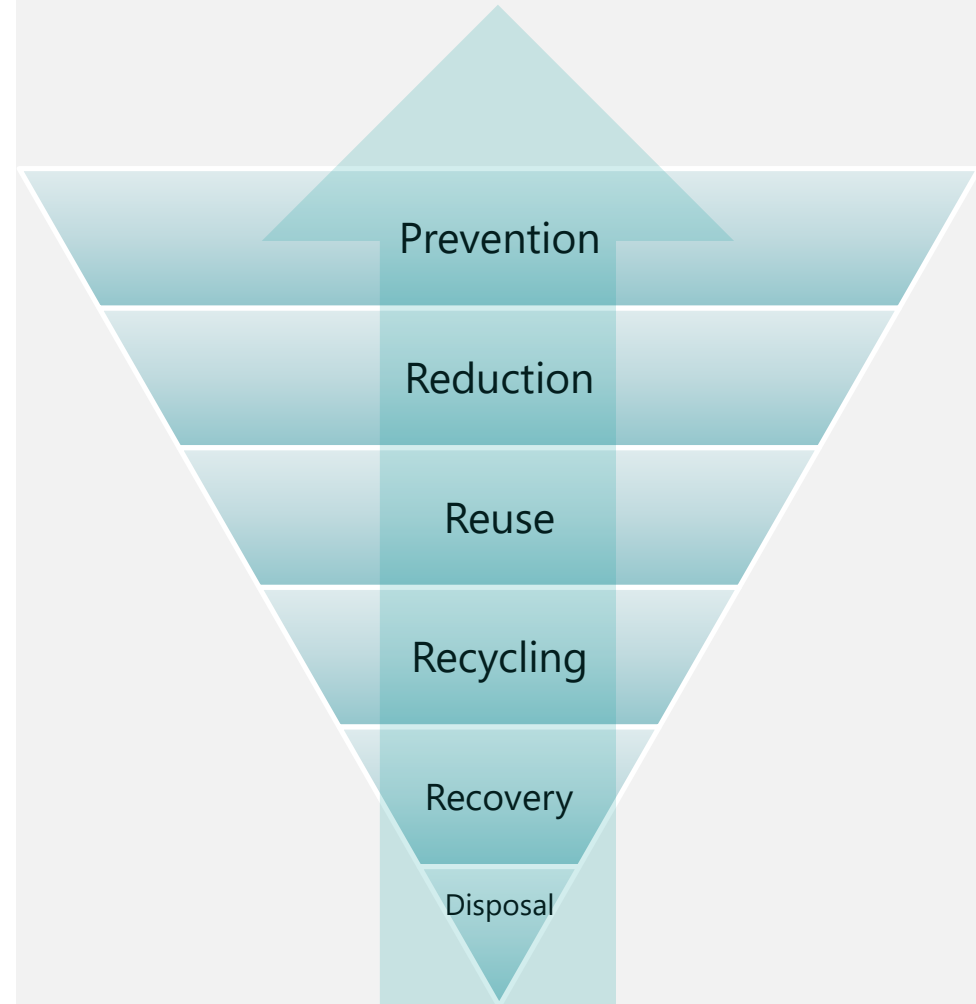 Prevention
Reduction
Reuse
Recycling
Recovery
Disposal